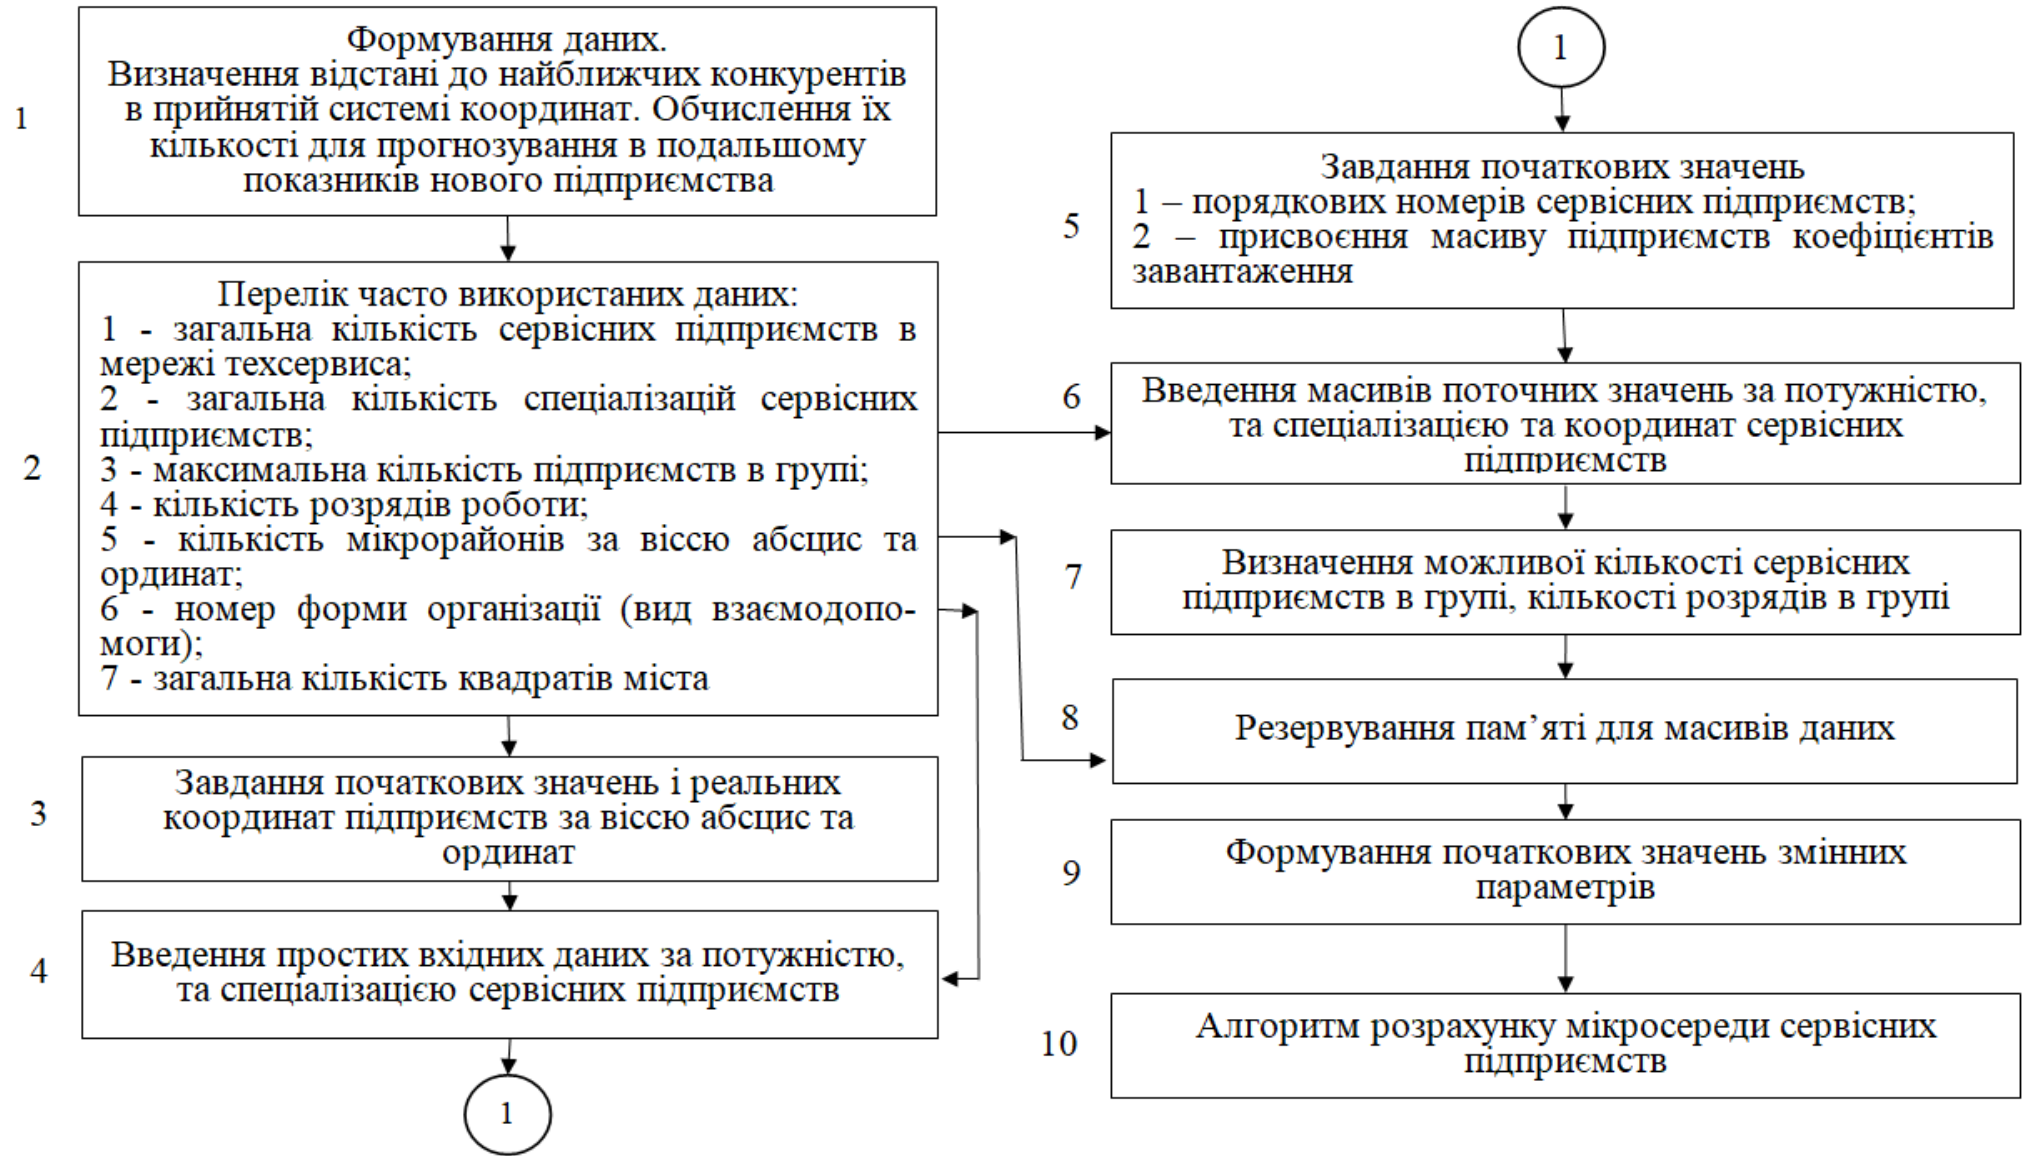 1
Формування даних.
Визначення відстані до найближчих конкурентів
в прийнятій системі координат. Обчислення їх
кількості для прогнозування в подальшому
показників нового підприємства
2
Перелік часто використаних даних:
1 - загальна кількість сервісних підприємств в
мережі техсервиса;
2 - загальна кількість спеціалізацій сервісних
підприємств;
3 - максимальна кількість підприємств в групі;
4 - кількість розрядів роботи;
5 - кількість мікрорайонів за віссю абсцис та
ординат;
6 - номер форми організації (вид взаємодопо-
моги);
7 - загальна кількість квадратів міста
3
Завдання початкових значень і реальних
координат підприємств за віссю абсцис та
ординат
4
Введення простих вхідних даних за потужністю,
та спеціалізацією сервісних підприємств
1
1
5
Завдання початкових значень
1 – порядкових номерів сервісних підприємств;
2 – присвоєння масиву підприємств коефіцієнтів
завантаження
6
Введення масивів поточних значень за потужністю,
та спеціалізацією та координат сервісних
підприємств
7
Визначення можливої кількості сервісних
підприємств в групі, кількості розрядів в групі
8
Резервування пам’яті для масивів даних
9
Формування початкових значень змінних
параметрів
10
Алгоритм розрахунку мікросереди сервісних
підприємств